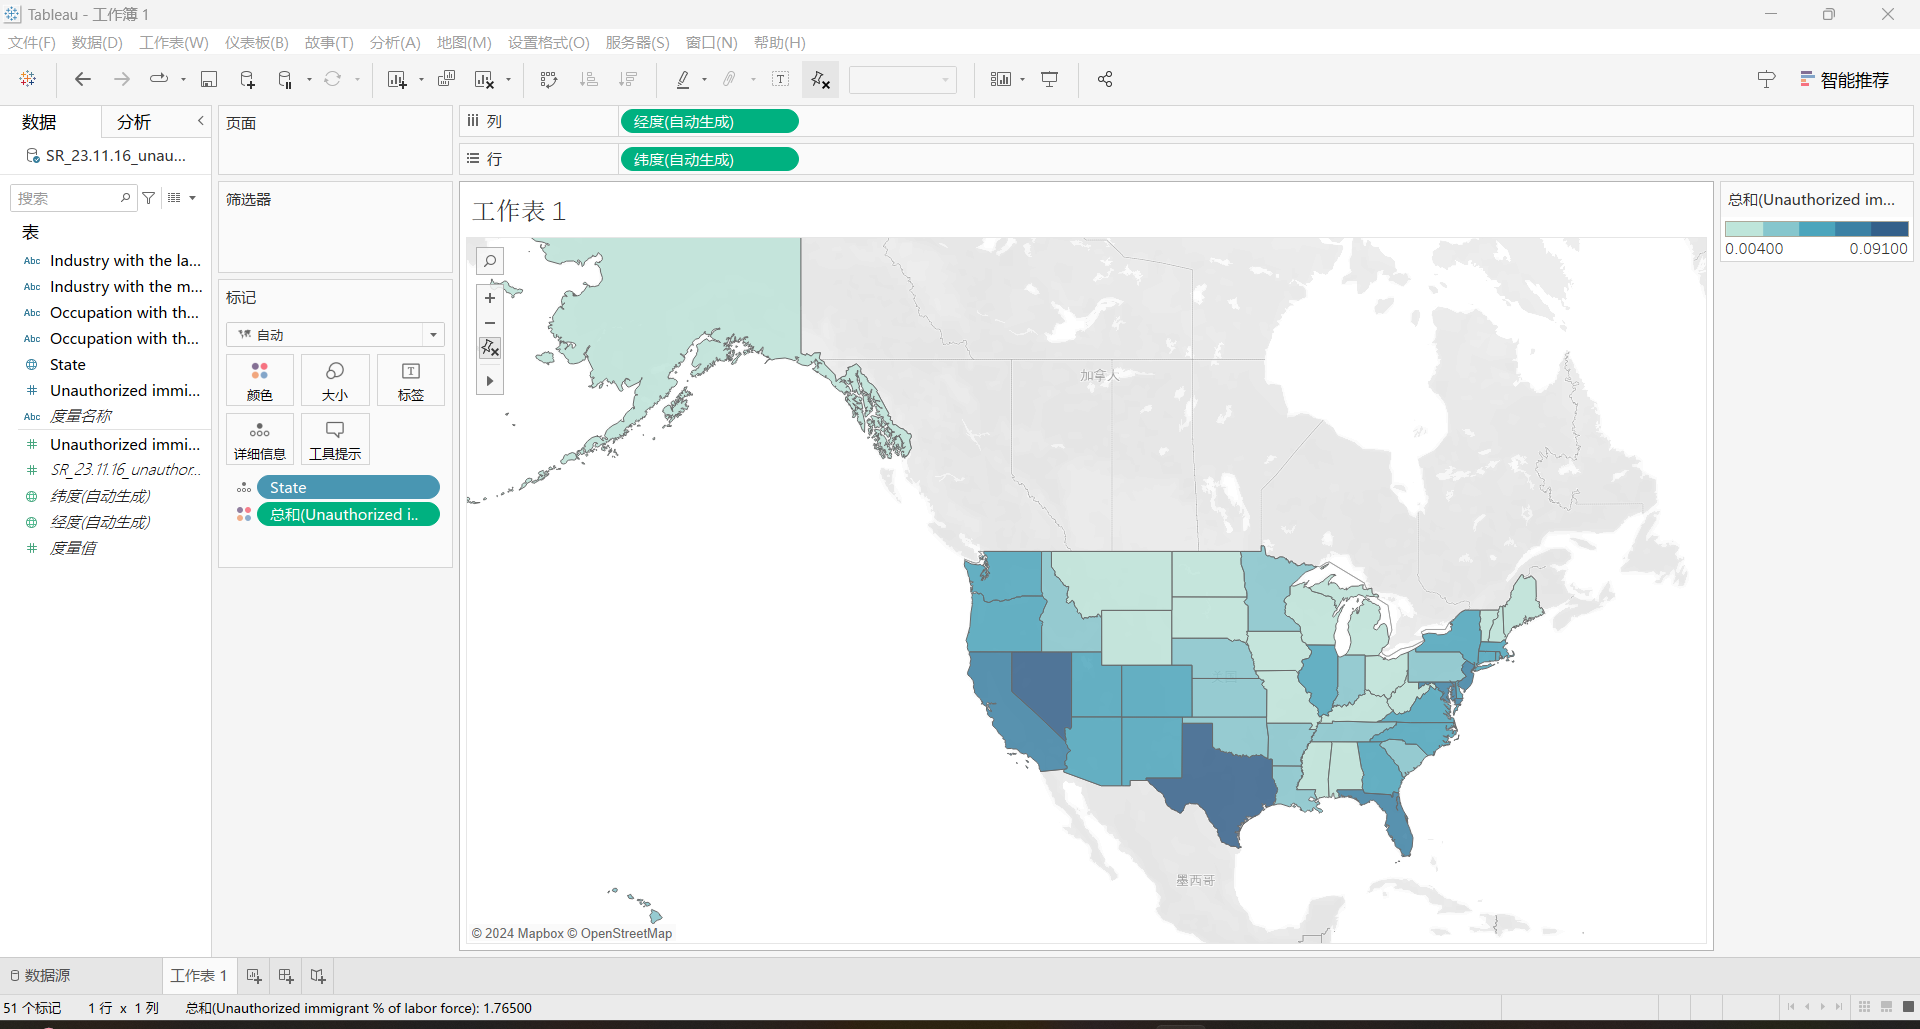 Tableau - 工作簿 1
文件(F) 数据(D) 工作表(W) 仪表板(B) 故事(T) 分析(A) 地图(M) 设置格式(O) 服务器(S) 窗口(N) 帮助(H)
智能推荐
数据 分析
SR_23.11.16_unau...
搜索
表
Abc Industry with the la...
Abc Industry with the m...
Abc Occupation with th...
Abc Occupation with th...
State
Unauthorized immi...
Abc 度量名称
Unauthorized immi...
SR_23.11.16_unauthor...
纬度(自动生成)
经度(自动生成)
度量值
页面
筛选器
标记
自动
颜色 大小 标签
详细信息 工具提示
State
总和(Unauthorized i..
列 经度(自动生成)
行 纬度(自动生成)
工作表 1
加拿大
美国
墨西哥
© 2024 Mapbox © OpenStreetMap
总和(Unauthorized im...
0.00400 0.09100
数据源 工作表 1
51 个标记 1 行 x 1 列 总和(Unauthorized immigrant % of labor force): 1.76500